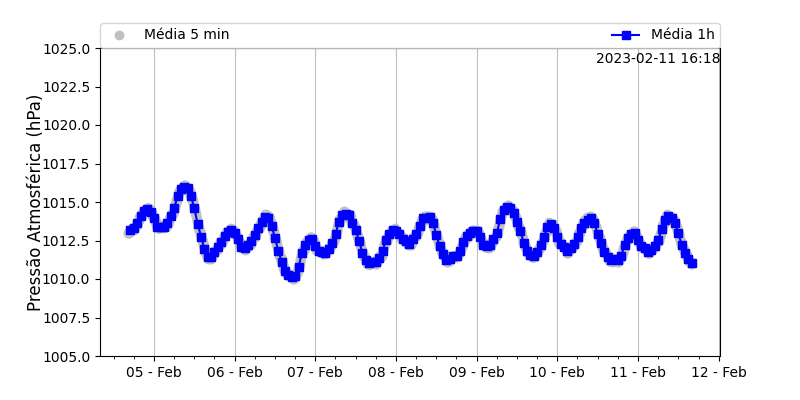 Média 5 min
Média 1h
2023-02-11 16:18
Pressão Atmosférica (hPa)
1025.0
1022.5
1020.0
1017.5
1015.0
1012.5
1010.0
1007.5
1005.0
05 - Feb
06 - Feb
07 - Feb
08 - Feb
09 - Feb
10 - Feb
11 - Feb
12 - Feb